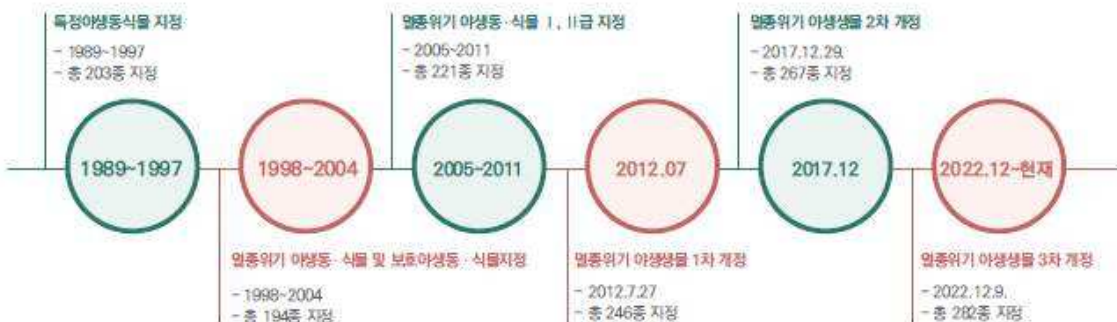 특정야생동식물 지정
- 1989~1997
- 총 203종 지정
멸종위기 야생동·식물 Ⅰ, Ⅱ급 지정
- 2005~2011
- 총 221종 지정
멸종위기 야생생물 2차 개정
- 2017.12.29.
- 총 267종 지정
1989~1997
1998~2004
2005~2011
2012.07
2017.12
2022.12~현재
멸종위기 야생동·식물 및 보호야생동·식물지정
- 1998~2004
- 총 194종 지정
멸종위기 야생생물 1차 개정
- 2012.7.27
- 총 246종 지정
멸종위기 야생생물 3차 개정
- 2022.12.9.
- 총 282종 지정